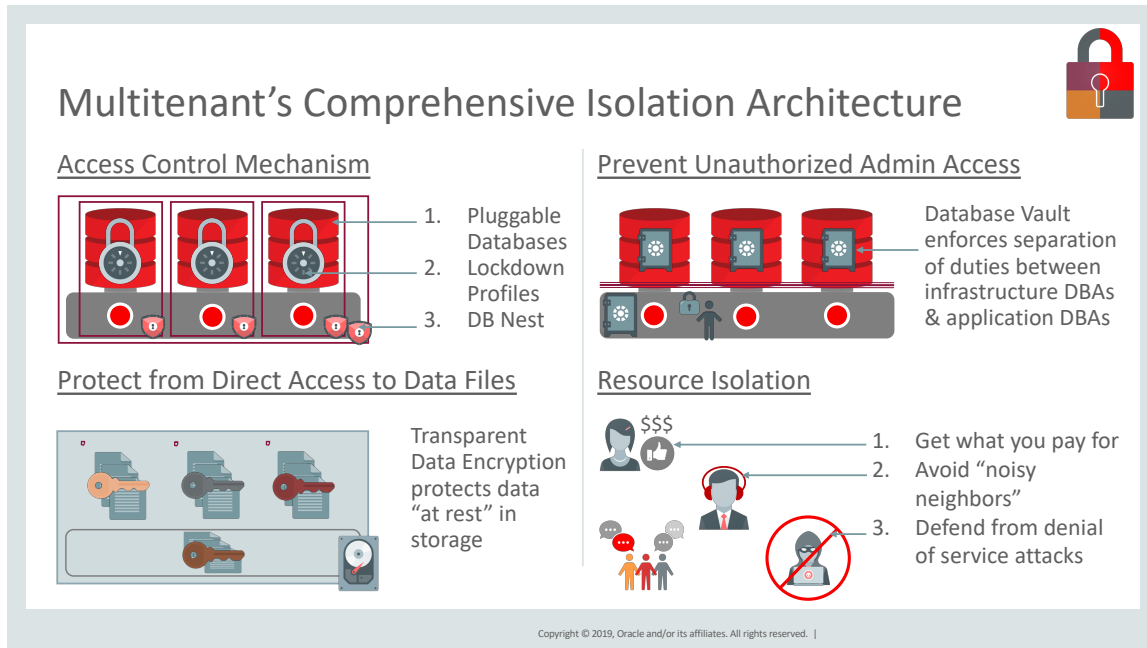 Multitenant’s Comprehensive Isolation Architecture
Access Control Mechanism
1. Pluggable
Databases
2. Lockdown
Profiles
3. DB Nest
Prevent Unauthorized Admin Access
Database Vault
enforces separation
of duties between
infrastructure DBAs
& application DBAs
Protect from Direct Access to Data Files
Transparent
Data Encryption
protects data
“at rest” in
storage
Resource Isolation
$$$
1. Get what you pay for
2. Avoid “noisy
neighbors”
3. Defend from denial
of service attacks
Copyright © 2019, Oracle and/or its affiliates. All rights reserved. |